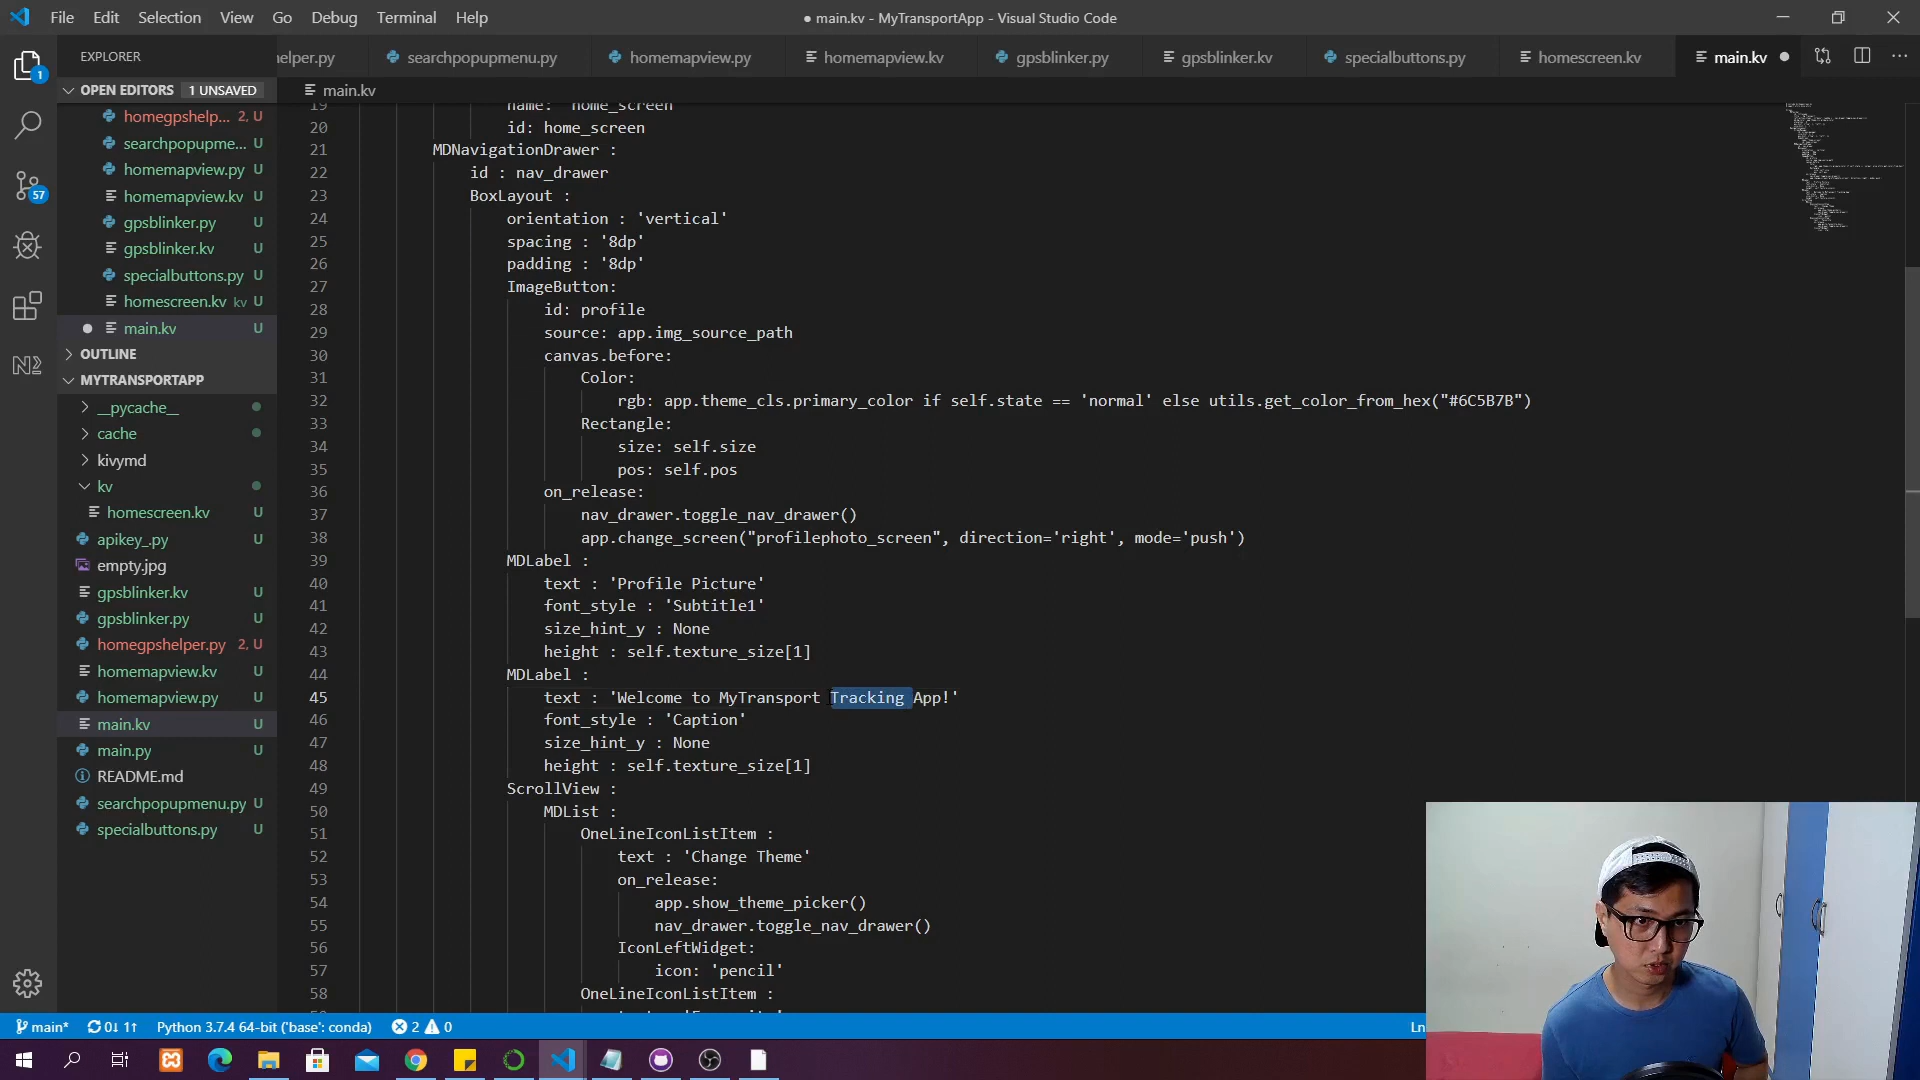 File Edit Selection View Go Debug Terminal Help
● main.kv - MyTransportApp - Visual Studio Code
EXPLORER
elper.py searchpopupmenu.py homemapview.py homemapview.kv gpsblinker.py gpsblinker.kv specialbuttons.py homescreen.kv main.kv
1
OPEN EDITORS 1 UNSAVED
main.kv
homegpshelp... 2, U
searchpopupme... U
homemapview.py U
homemapview.kv U
gpsblinker.py U
gpsblinker.kv U
specialbuttons.py U
homescreen.kv kv U
main.kv U
57
OUTLINE
MYTRANSPORTAPP
__pycache__
cache
kivymd
kv
homescreen.kv U
apikey_.py U
empty.jpg
gpsblinker.kv U
gpsblinker.py U
homegpshelper.py 2, U
homemapview.kv U
homemapview.py U
main.kv U
main.py U
README.md
searchpopupmenu.py U
specialbuttons.py U
19 name: home_screen
20 id: home_screen
21 MDNavigationDrawer :
22 id : nav_drawer
23 BoxLayout :
24 orientation : 'vertical'
25 spacing : '8dp'
26 padding : '8dp'
27 ImageButton:
28 id: profile
29 source: app.img_source_path
30 canvas.before:
31 Color:
32 rgb: app.theme_cls.primary_color if self.state == 'normal' else utils.get_color_from_hex("#6C5B7B")
33 Rectangle:
34 size: self.size
35 pos: self.pos
36 on_release:
37 nav_drawer.toggle_nav_drawer()
38 app.change_screen("profilephoto_screen", direction='right', mode='push')
39 MDLabel :
40 text : 'Profile Picture'
41 font_style : 'Subtitle1'
42 size_hint_y : None
43 height : self.texture_size[1]
44 MDLabel :
45 text : 'Welcome to MyTransport Tracking App!'
46 font_style : 'Caption'
47 size_hint_y : None
48 height : self.texture_size[1]
49 ScrollView :
50 MDList :
51 OneLineIconListItem :
52 text : 'Change Theme'
53 on_release:
54 app.show_theme_picker()
55 nav_drawer.toggle_nav_drawer()
56 IconLeftWidget:
57 icon: 'pencil'
58 OneLineIconListItem :
main* 0↓ 1↑ Python 3.7.4 64-bit ('base': conda) 2 0
Ln